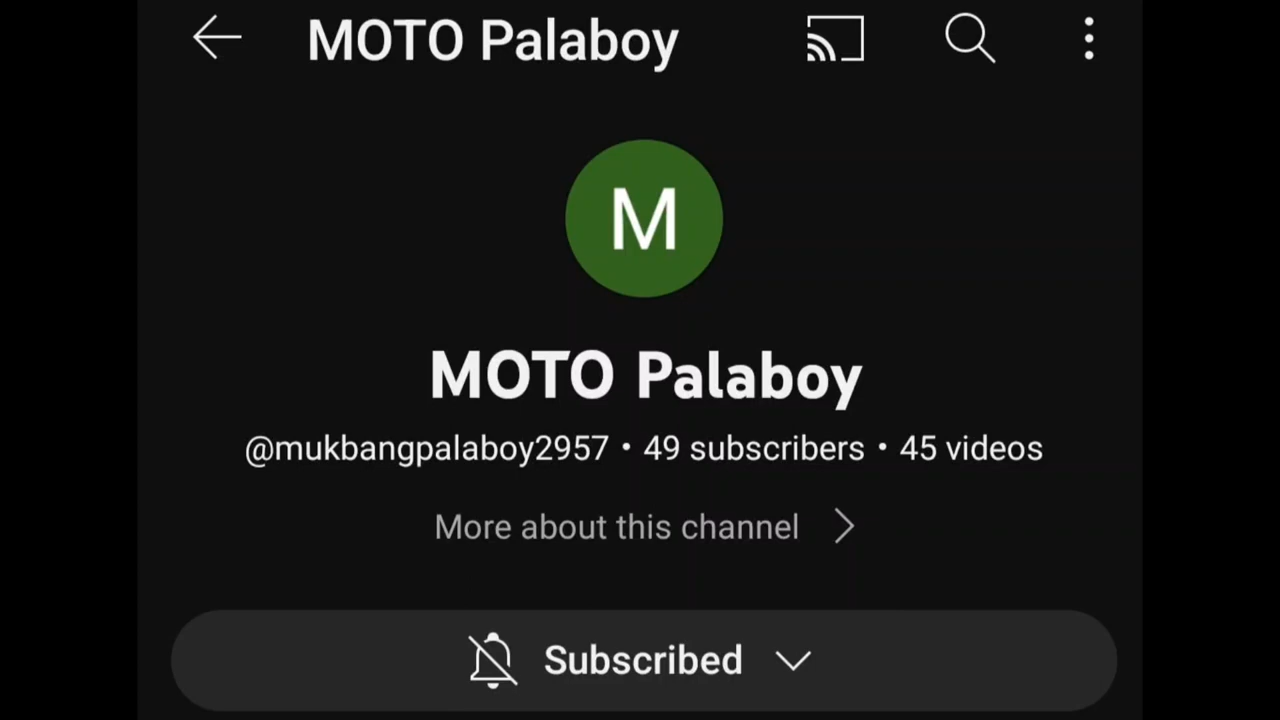 MOTO Palaboy
M
MOTO Palaboy
@mukbangpalaboy2957 • 49 subscribers • 45 videos
More about this channel
Subscribed